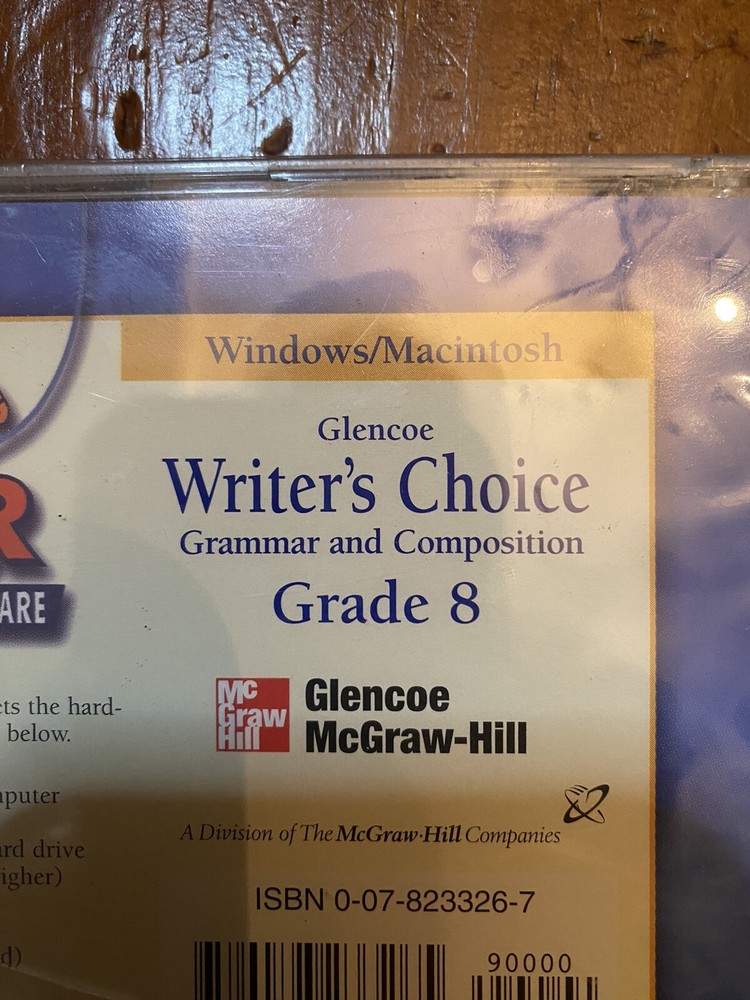 Windows/Macintosh
Glencoe
Writer's Choice
Grammar and Composition
Grade 8
R
ARE
ets the hard-
below.
mputer
ard drive
igher)
d)
Mc
Graw
Hill
Glencoe
McGraw-Hill
A Division of The McGraw·Hill Companies
ISBN 0-07-823326-7
90000